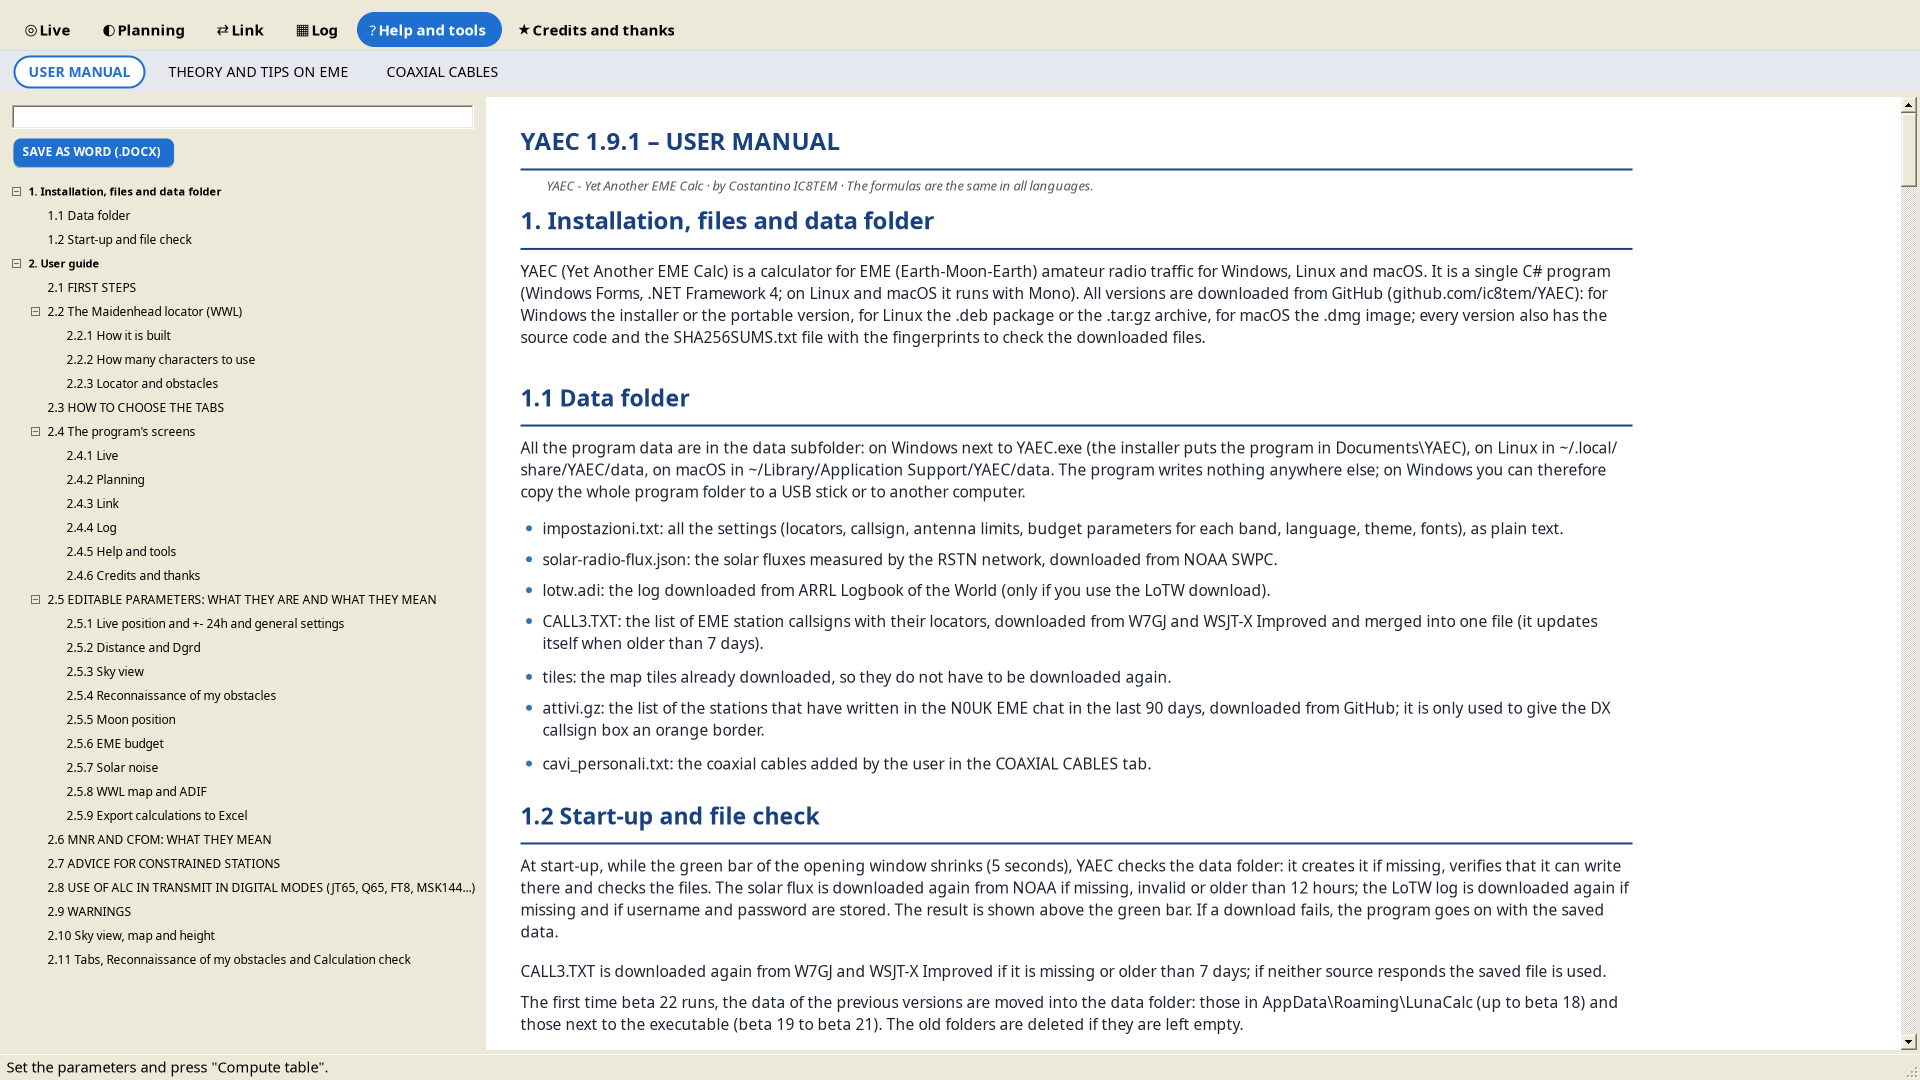 Live
Planning
Link
Log
? Help and tools
Credits and thanks
USER MANUAL
THEORY AND TIPS ON EME
COAXIAL CABLES
SAVE AS WORD (.DOCX)
1. Installation, files and data folder
1.1 Data folder
1.2 Start-up and file check
2. User guide
2.1 FIRST STEPS
2.2 The Maidenhead locator (WWL)
2.2.1 How it is built
2.2.2 How many characters to use
2.2.3 Locator and obstacles
2.3 HOW TO CHOOSE THE TABS
2.4 The program's screens
2.4.1 Live
2.4.2 Planning
2.4.3 Link
2.4.4 Log
2.4.5 Help and tools
2.4.6 Credits and thanks
2.5 EDITABLE PARAMETERS: WHAT THEY ARE AND WHAT THEY MEAN
2.5.1 Live position and +- 24h and general settings
2.5.2 Distance and Dgrd
2.5.3 Sky view
2.5.4 Reconnaissance of my obstacles
2.5.5 Moon position
2.5.6 EME budget
2.5.7 Solar noise
2.5.8 WWL map and ADIF
2.5.9 Export calculations to Excel
2.6 MNR AND CFOM: WHAT THEY MEAN
2.7 ADVICE FOR CONSTRAINED STATIONS
2.8 USE OF ALC IN TRANSMIT IN DIGITAL MODES (JT65, Q65, FT8, MSK144...)
2.9 WARNINGS
2.10 Sky view, map and height
2.11 Tabs, Reconnaissance of my obstacles and Calculation check
YAEC 1.9.1 – USER MANUAL
YAEC - Yet Another EME Calc · by Costantino IC8TEM · The formulas are the same in all languages.
1. Installation, files and data folder
YAEC (Yet Another EME Calc) is a calculator for EME (Earth-Moon-Earth) amateur radio traffic for Windows, Linux and macOS. It is a single C# program
(Windows Forms, .NET Framework 4; on Linux and macOS it runs with Mono). All versions are downloaded from GitHub (github.com/ic8tem/YAEC): for
Windows the installer or the portable version, for Linux the .deb package or the .tar.gz archive, for macOS the .dmg image; every version also has the
source code and the SHA256SUMS.txt file with the fingerprints to check the downloaded files.
1.1 Data folder
All the program data are in the data subfolder: on Windows next to YAEC.exe (the installer puts the program in Documents\YAEC), on Linux in ~/.local/
share/YAEC/data, on macOS in ~/Library/Application Support/YAEC/data. The program writes nothing anywhere else; on Windows you can therefore
copy the whole program folder to a USB stick or to another computer.
• impostazioni.txt: all the settings (locators, callsign, antenna limits, budget parameters for each band, language, theme, fonts), as plain text.
• solar-radio-flux.json: the solar fluxes measured by the RSTN network, downloaded from NOAA SWPC.
• lotw.adi: the log downloaded from ARRL Logbook of the World (only if you use the LoTW download).
• CALL3.TXT: the list of EME station callsigns with their locators, downloaded from W7GJ and WSJT-X Improved and merged into one file (it updates
itself when older than 7 days).
• tiles: the map tiles already downloaded, so they do not have to be downloaded again.
• attivi.gz: the list of the stations that have written in the N0UK EME chat in the last 90 days, downloaded from GitHub; it is only used to give the DX
callsign box an orange border.
• cavi_personali.txt: the coaxial cables added by the user in the COAXIAL CABLES tab.
1.2 Start-up and file check
At start-up, while the green bar of the opening window shrinks (5 seconds), YAEC checks the data folder: it creates it if missing, verifies that it can write
there and checks the files. The solar flux is downloaded again from NOAA if missing, invalid or older than 12 hours; the LoTW log is downloaded again if
missing and if username and password are stored. The result is shown above the green bar. If a download fails, the program goes on with the saved
data.
CALL3.TXT is downloaded again from W7GJ and WSJT-X Improved if it is missing or older than 7 days; if neither source responds the saved file is used.
The first time beta 22 runs, the data of the previous versions are moved into the data folder: those in AppData\Roaming\LunaCalc (up to beta 18) and
those next to the executable (beta 19 to beta 21). The old folders are deleted if they are left empty.
Set the parameters and press "Compute table".